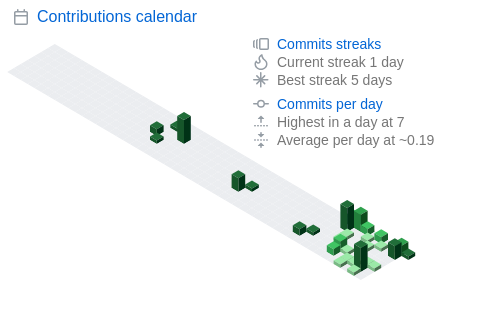 Contributions calendar
Commits streaks
Current streak 1 day
Best streak 5 days
Commits per day
Highest in a day at 7
Average per day at ~0.19